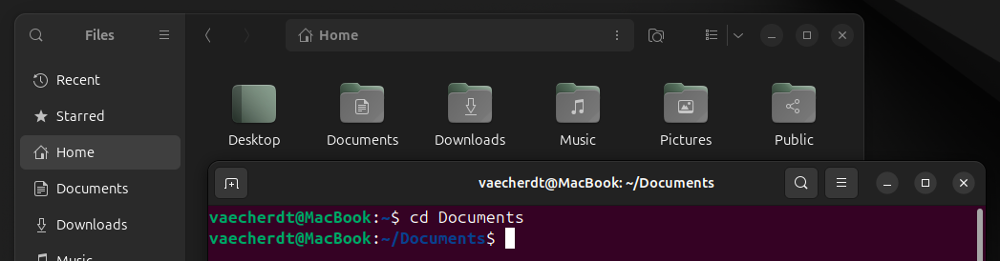 Files
Home
Recent
Starred
Home
Documents
Downloads
Music
Desktop
Documents
Downloads
Music
Pictures
Public
vaecherdt@MacBook: ~/Documents
vaecherdt@MacBook:~$ cd Documents
vaecherdt@MacBook:~/Documents$